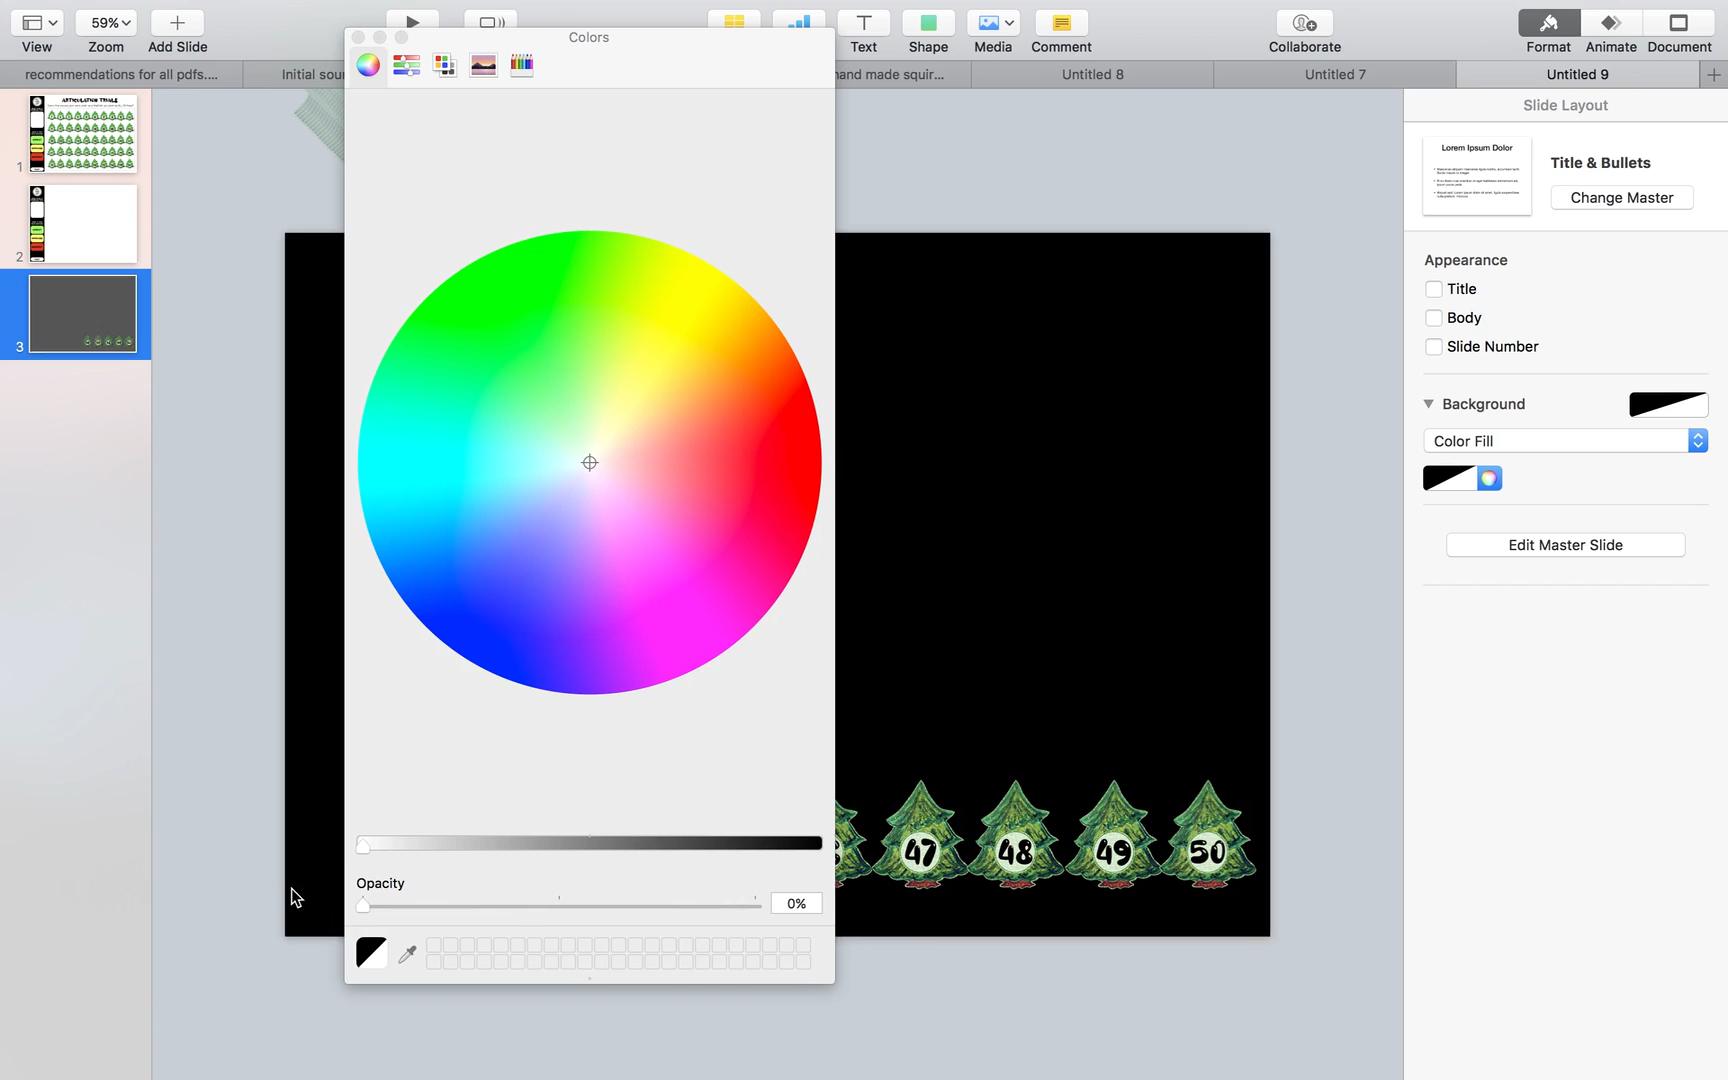 59%
View
Zoom
Add Slide
Colors
Text
Shape
Media
Comment
Collaborate
Format
Animate
Document
recommendations for all pdfs....
Initial sou
hand made squir...
Untitled 8
Untitled 7
Untitled 9
Slide Layout
Lorem Ipsum Dolor
Title & Bullets
Change Master
Appearance
Title
Body
Slide Number
Background
Color Fill
Edit Master Slide
ARTICULATION TRIALS
1
2
3
47
48
49
50
Opacity
0%